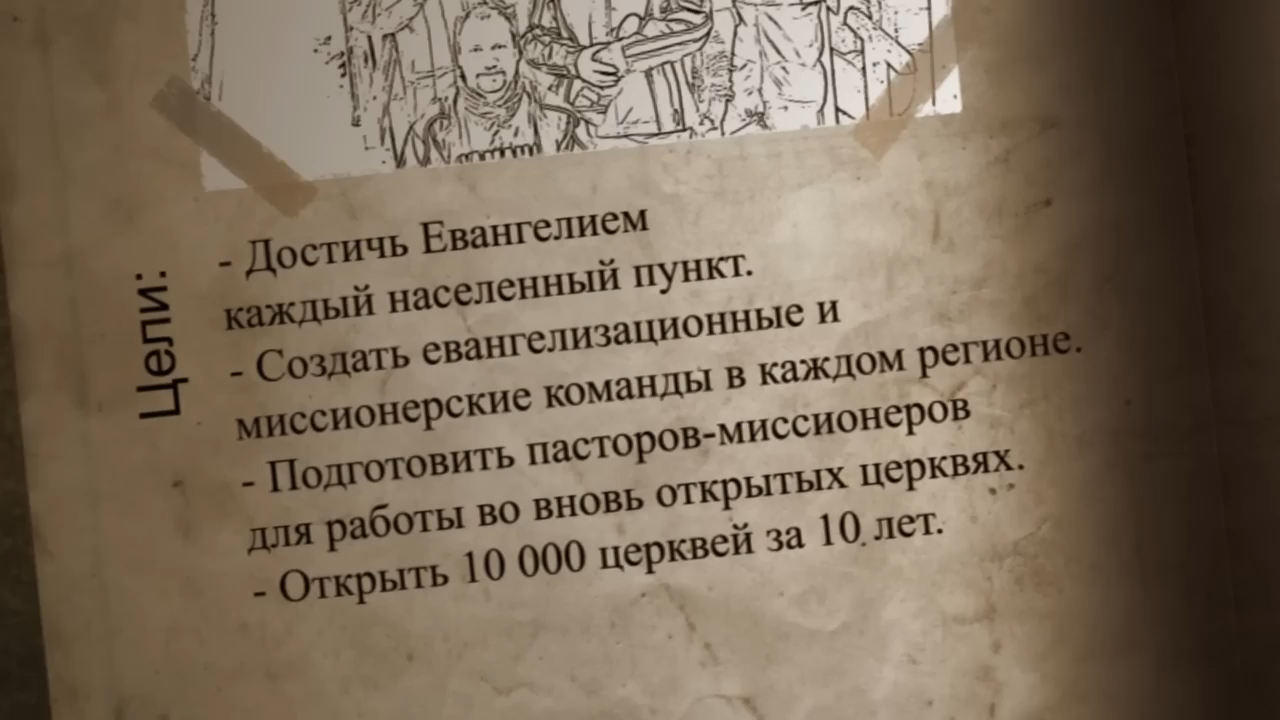 Цели:
- Достичь Евангелием
каждый населенный пункт.
- Создать евангелизационные и
миссионерские команды в каждом регионе.
- Подготовить пасторов-миссионеров
для работы во вновь открытых церквях.
- Открыть 10 000 церквей за 10 лет.